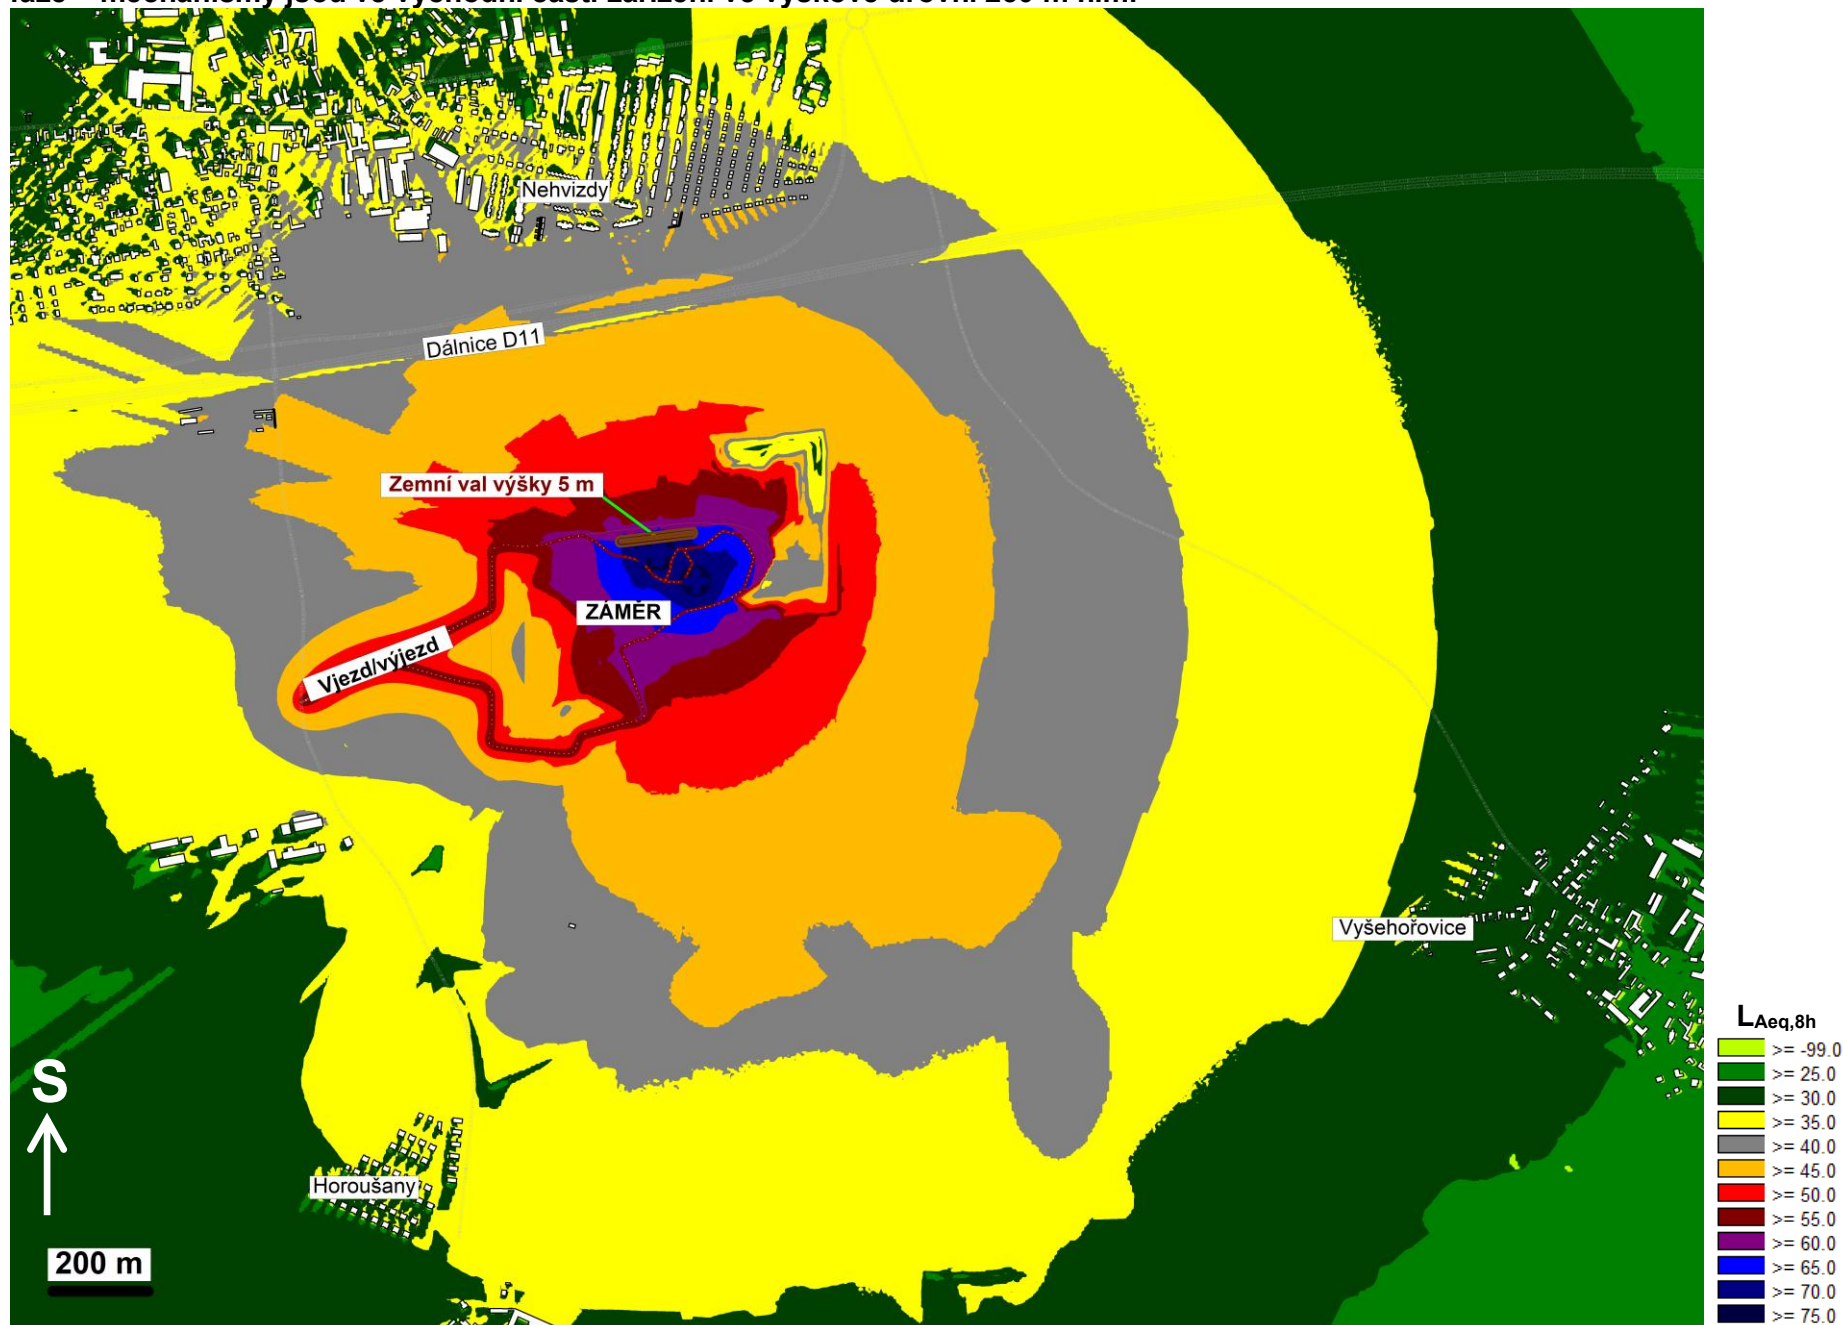 Nehvizdy
Dálnice D11
Zemní val výšky 5 m
ZÁMĚR
Vjezd/výjezd
Vyšehořovice
Horoušany
S
200 m
LAeq,8h
>= -99.0
>= 25.0
>= 30.0
>= 35.0
>= 40.0
>= 45.0
>= 50.0
>= 55.0
>= 60.0
>= 65.0
>= 70.0
>= 75.0